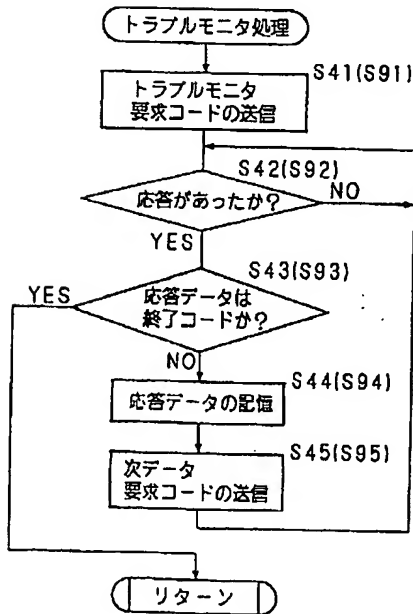 トラブルモニタ処理
S41(S91)
トラブルモニタ
要求コードの送信
S42(S92)
応答があったか?
NO
YES
S43(S93)
YES
応答データは
終了コードか?
NO
S44(S94)
応答データの記憶
S45(S95)
次データ
要求コードの送信
リターン